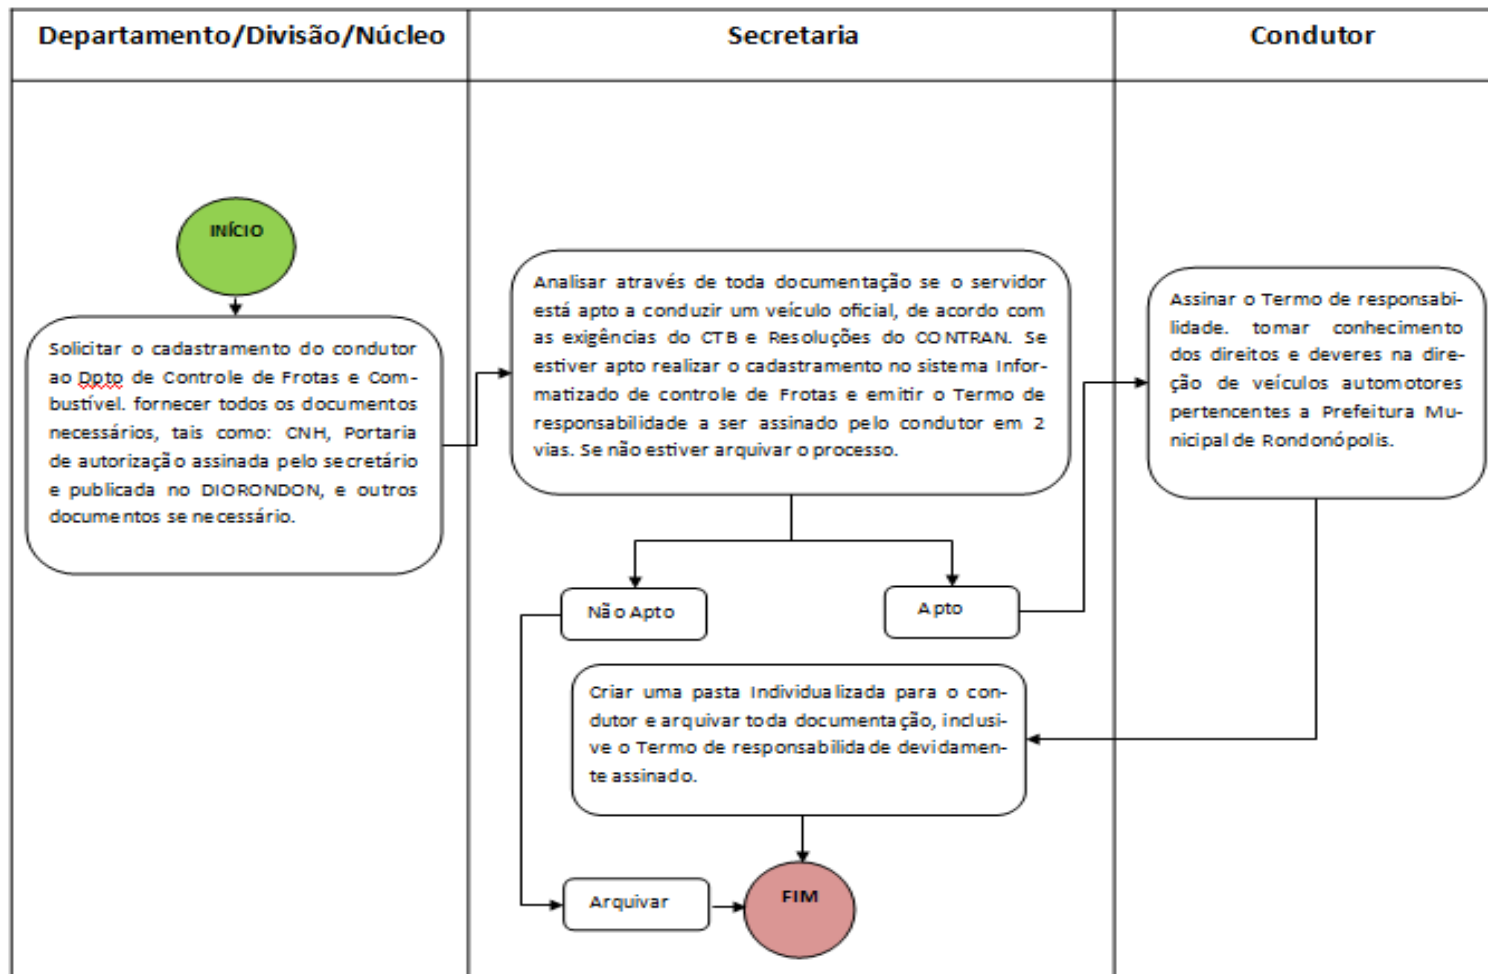 Departamento/Divisão/Núcleo
Secretaria
Condutor
INÍCIO
Solicitar o cadastramento do condutor
ao Dpto de Controle de Frotas e Com-
bustível. fornecer todos os documentos
necessários, tais como: CNH, Portaria
de autorização assinada pelo secretário
e publicada no DIORONDON, e outros
documentos se necessário.
Analisar através de toda documentação se o servidor
está apto a conduzir um veículo oficial, de acordo com
as exigências do CTB e Resoluções do CONTRAN. Se
estiver apto realizar o cadastramento no sistema Infor-
matizado de controle de Frotas e emitir o Termo de
responsabilidade a ser assinado pelo condutor em 2
vias. Se não estiver arquivar o processo.
Assinar o Termo de responsabi-
lidade. tomar conhecimento
dos direitos e deveres na dire-
ção de veículos automotores
pertencentes a Prefeitura Mu-
nicipal de Rondonópolis.
Não Apto
Apto
Criar uma pasta Individualizada para o con-
dutor e arquivar toda documentação, inclusi-
ve o Termo de responsabilidade devidamen-
te assinado.
Arquivar
FIM